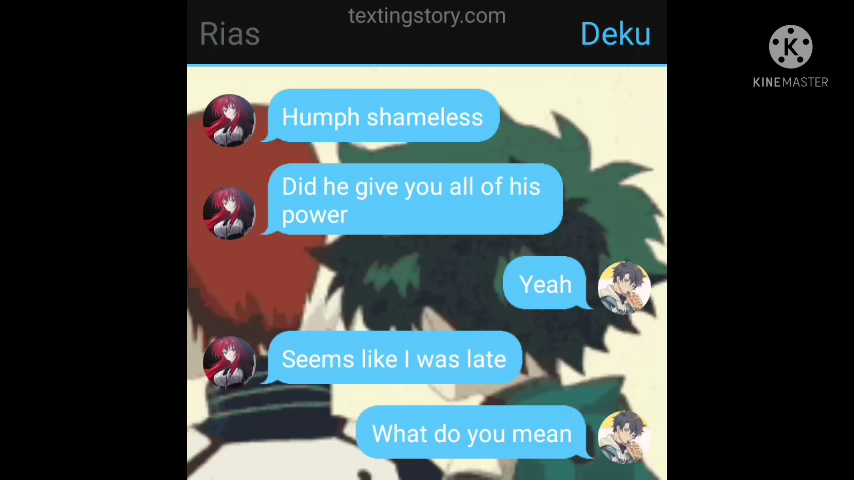 textingstory.com
Rias
Deku
KINEMASTER
Humph shameless
Did he give you all of his
power
Yeah
Seems like I was late
What do you mean